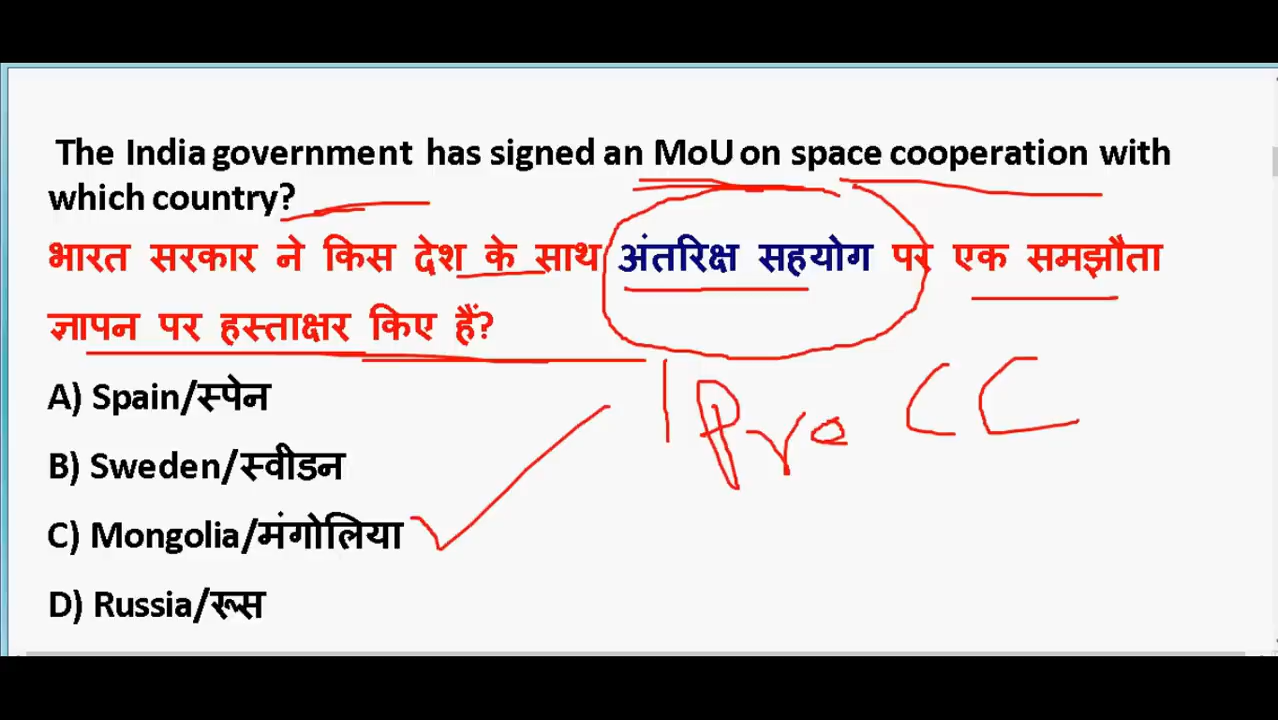 The India government has signed an MoU on space cooperation with
which country?
भारत सरकार ने किस देश के साथ अंतरिक्ष सहयोग पर एक समझौता
ज्ञापन पर हस्ताक्षर किए हैं?
A) Spain/स्पेन
B) Sweden/स्वीडन
C) Mongolia/मंगोलिया
D) Russia/रूस